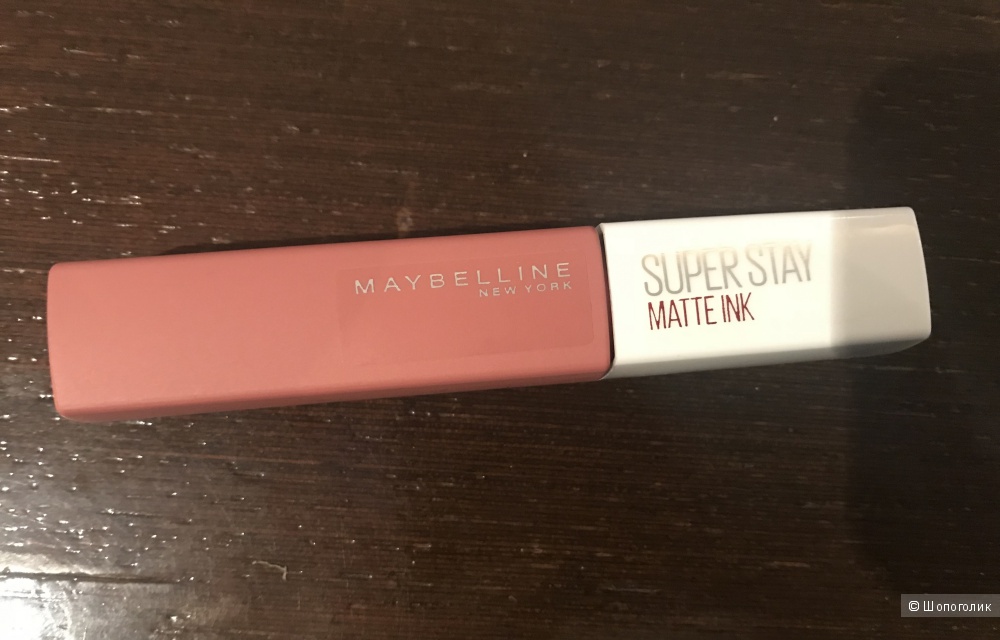 MAYBELLINE
NEW YORK
SUPER STAY
MATTE INK
© Шопоголик